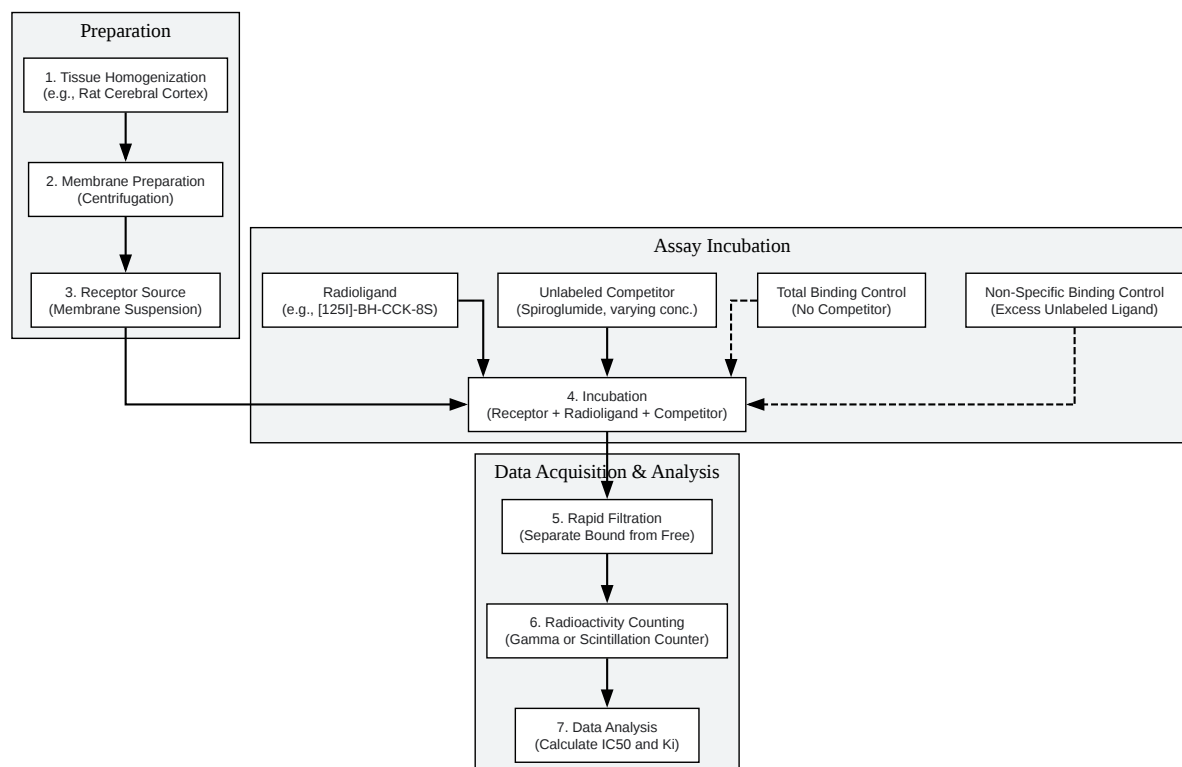 Preparation
1. Tissue Homogenization
(e.g., Rat Cerebral Cortex)
2. Membrane Preparation
(Centrifugation)
3. Receptor Source
(Membrane Suspension)
Assay Incubation
Radioligand
(e.g., [125I]-BH-CCK-8S)
Unlabeled Competitor
(Spiroglumide, varying conc.)
Total Binding Control
(No Competitor)
Non-Specific Binding Control
(Excess Unlabeled Ligand)
4. Incubation
(Receptor + Radioligand + Competitor)
Data Acquisition & Analysis
5. Rapid Filtration
(Separate Bound from Free)
6. Radioactivity Counting
(Gamma or Scintillation Counter)
7. Data Analysis
(Calculate IC50 and Ki)